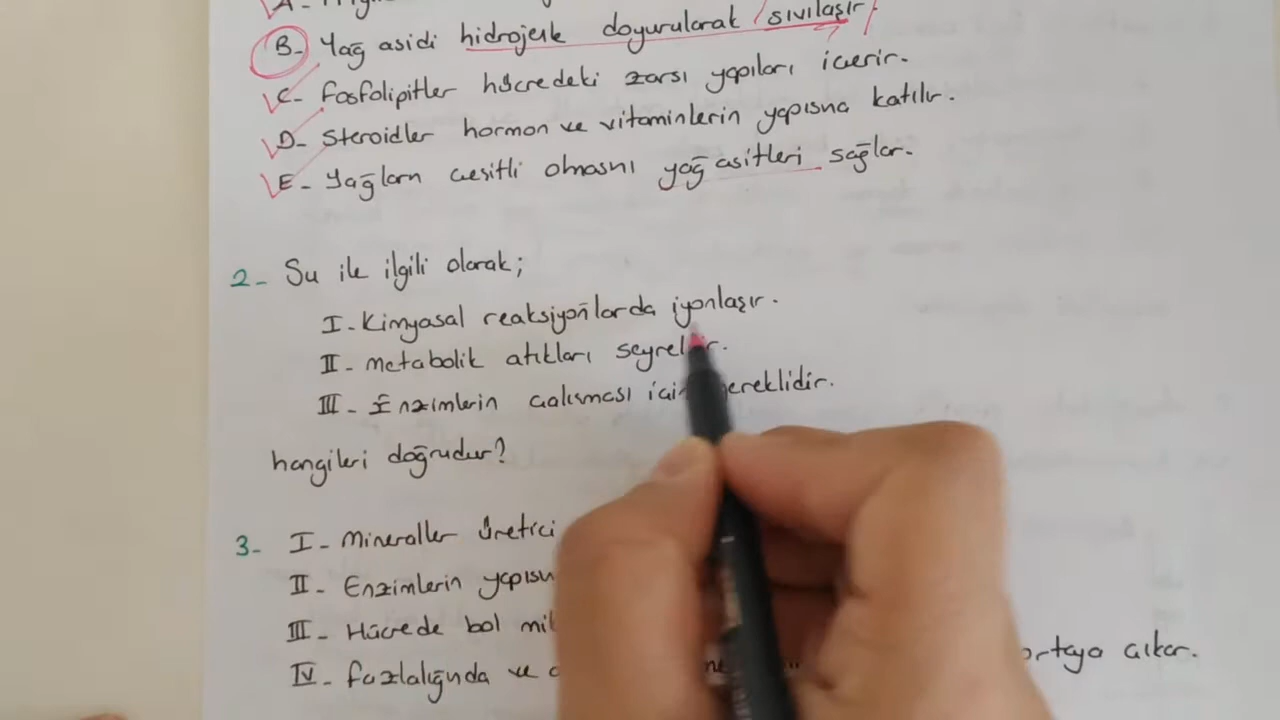 A-
B- Yağ asidi hidrojenle doyurularak sıvılaşır
C- Fosfolipitler hücredeki zarsı yapıları içerir.
D- Steroidler hormon ve vitaminlerin yapısına katılır.
E- Yağların çeşitli olmasını yağ asitleri sağlar.
2- Su ile ilgili olarak;
I- Kimyasal reaksiyonlarda iyonlaşır.
II- metabolik atıkları
III- Enzimlerin çalışması için gereklidir.
hangileri doğrudur?
3- I- Mineraller üretici
II- Enzimlerin
III- Hücrede bol
IV- fazlalığında ve
ortaya çıkar.